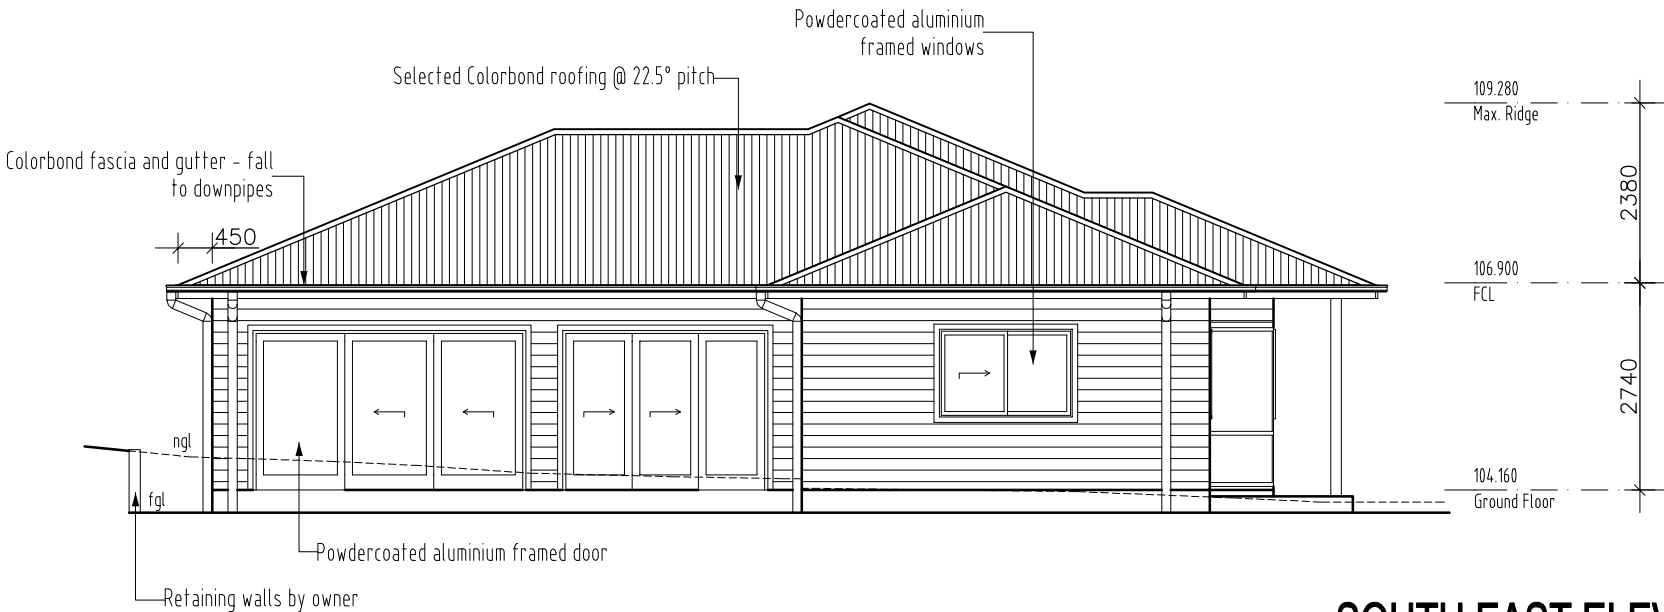 Powdercoated aluminium
framed windows
Selected Colorbond roofing @ 22.5° pitch
109.280
Max. Ridge
Colorbond fascia and gutter - fall
to downpipes
2380
450
106.900
FCL
2740
ngl
104.160
Ground Floor
fgl
Powdercoated aluminium framed door
Retaining walls by owner